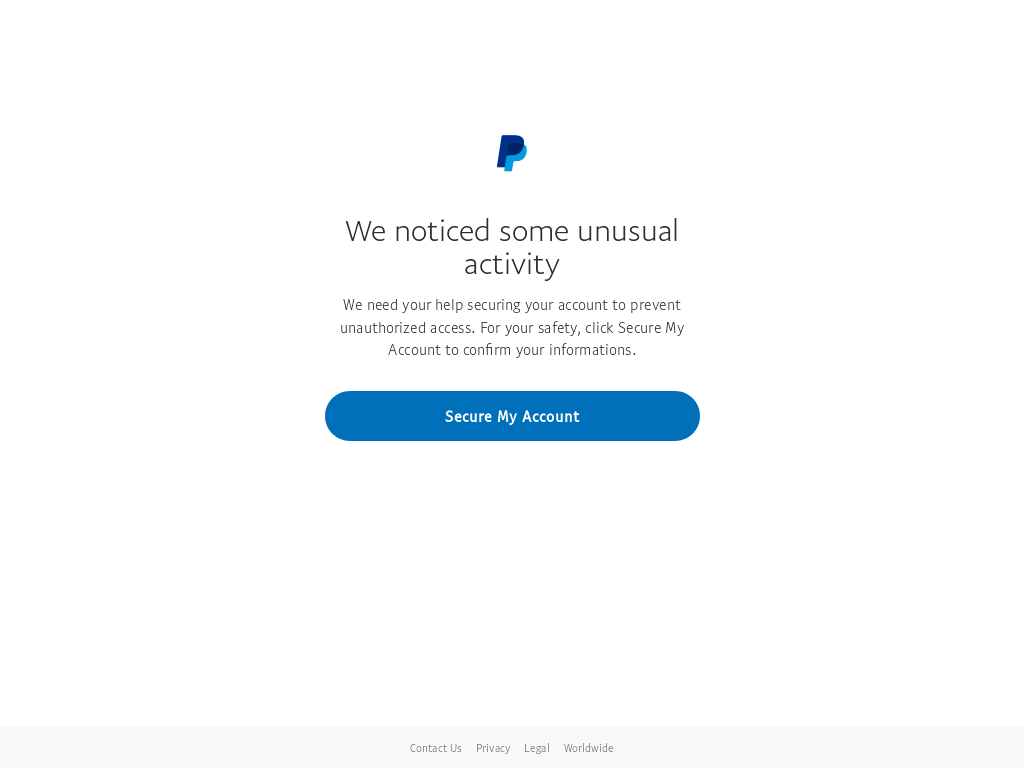 We noticed some unusual
activity
We need your help securing your account to prevent
unauthorized access. For your safety, click Secure My
Account to confirm your informations.
Secure My Account
Contact Us Privacy Legal Worldwide